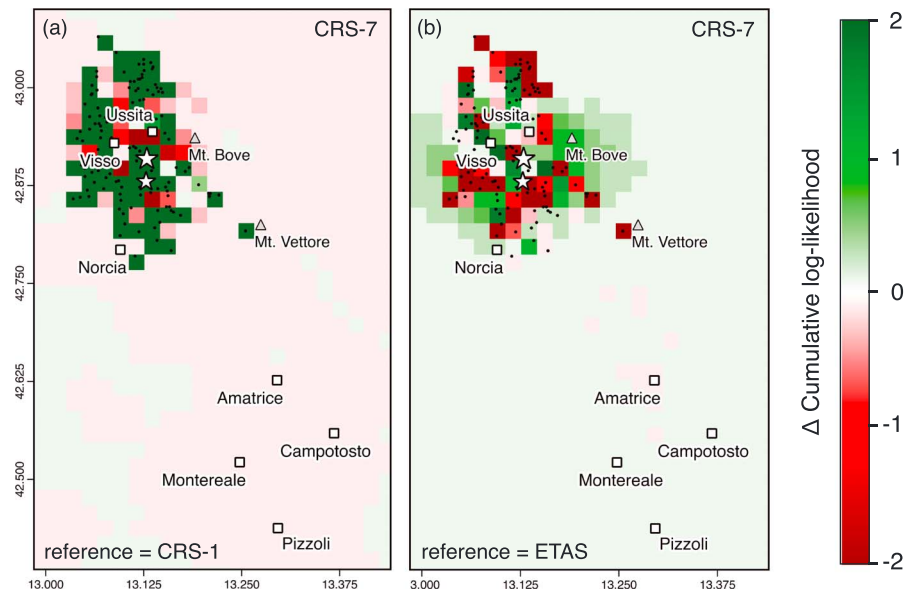 (a) CRS-7
Ussita
Visso
Mt. Bove
Mt. Vettore
Norcia
Amatrice
Campotosto
Montereale
Pizzoli
reference = CRS-1
43.000
42.875
42.750
42.625
42.500
13.000 13.125 13.250 13.375
(b) CRS-7
Ussita
Visso
Mt. Bove
Mt. Vettore
Norcia
Amatrice
Campotosto
Montereale
Pizzoli
reference = ETAS
3.000 13.125 13.250 13.375
Δ Cumulative log-likelihood
2
1
0
-1
-2